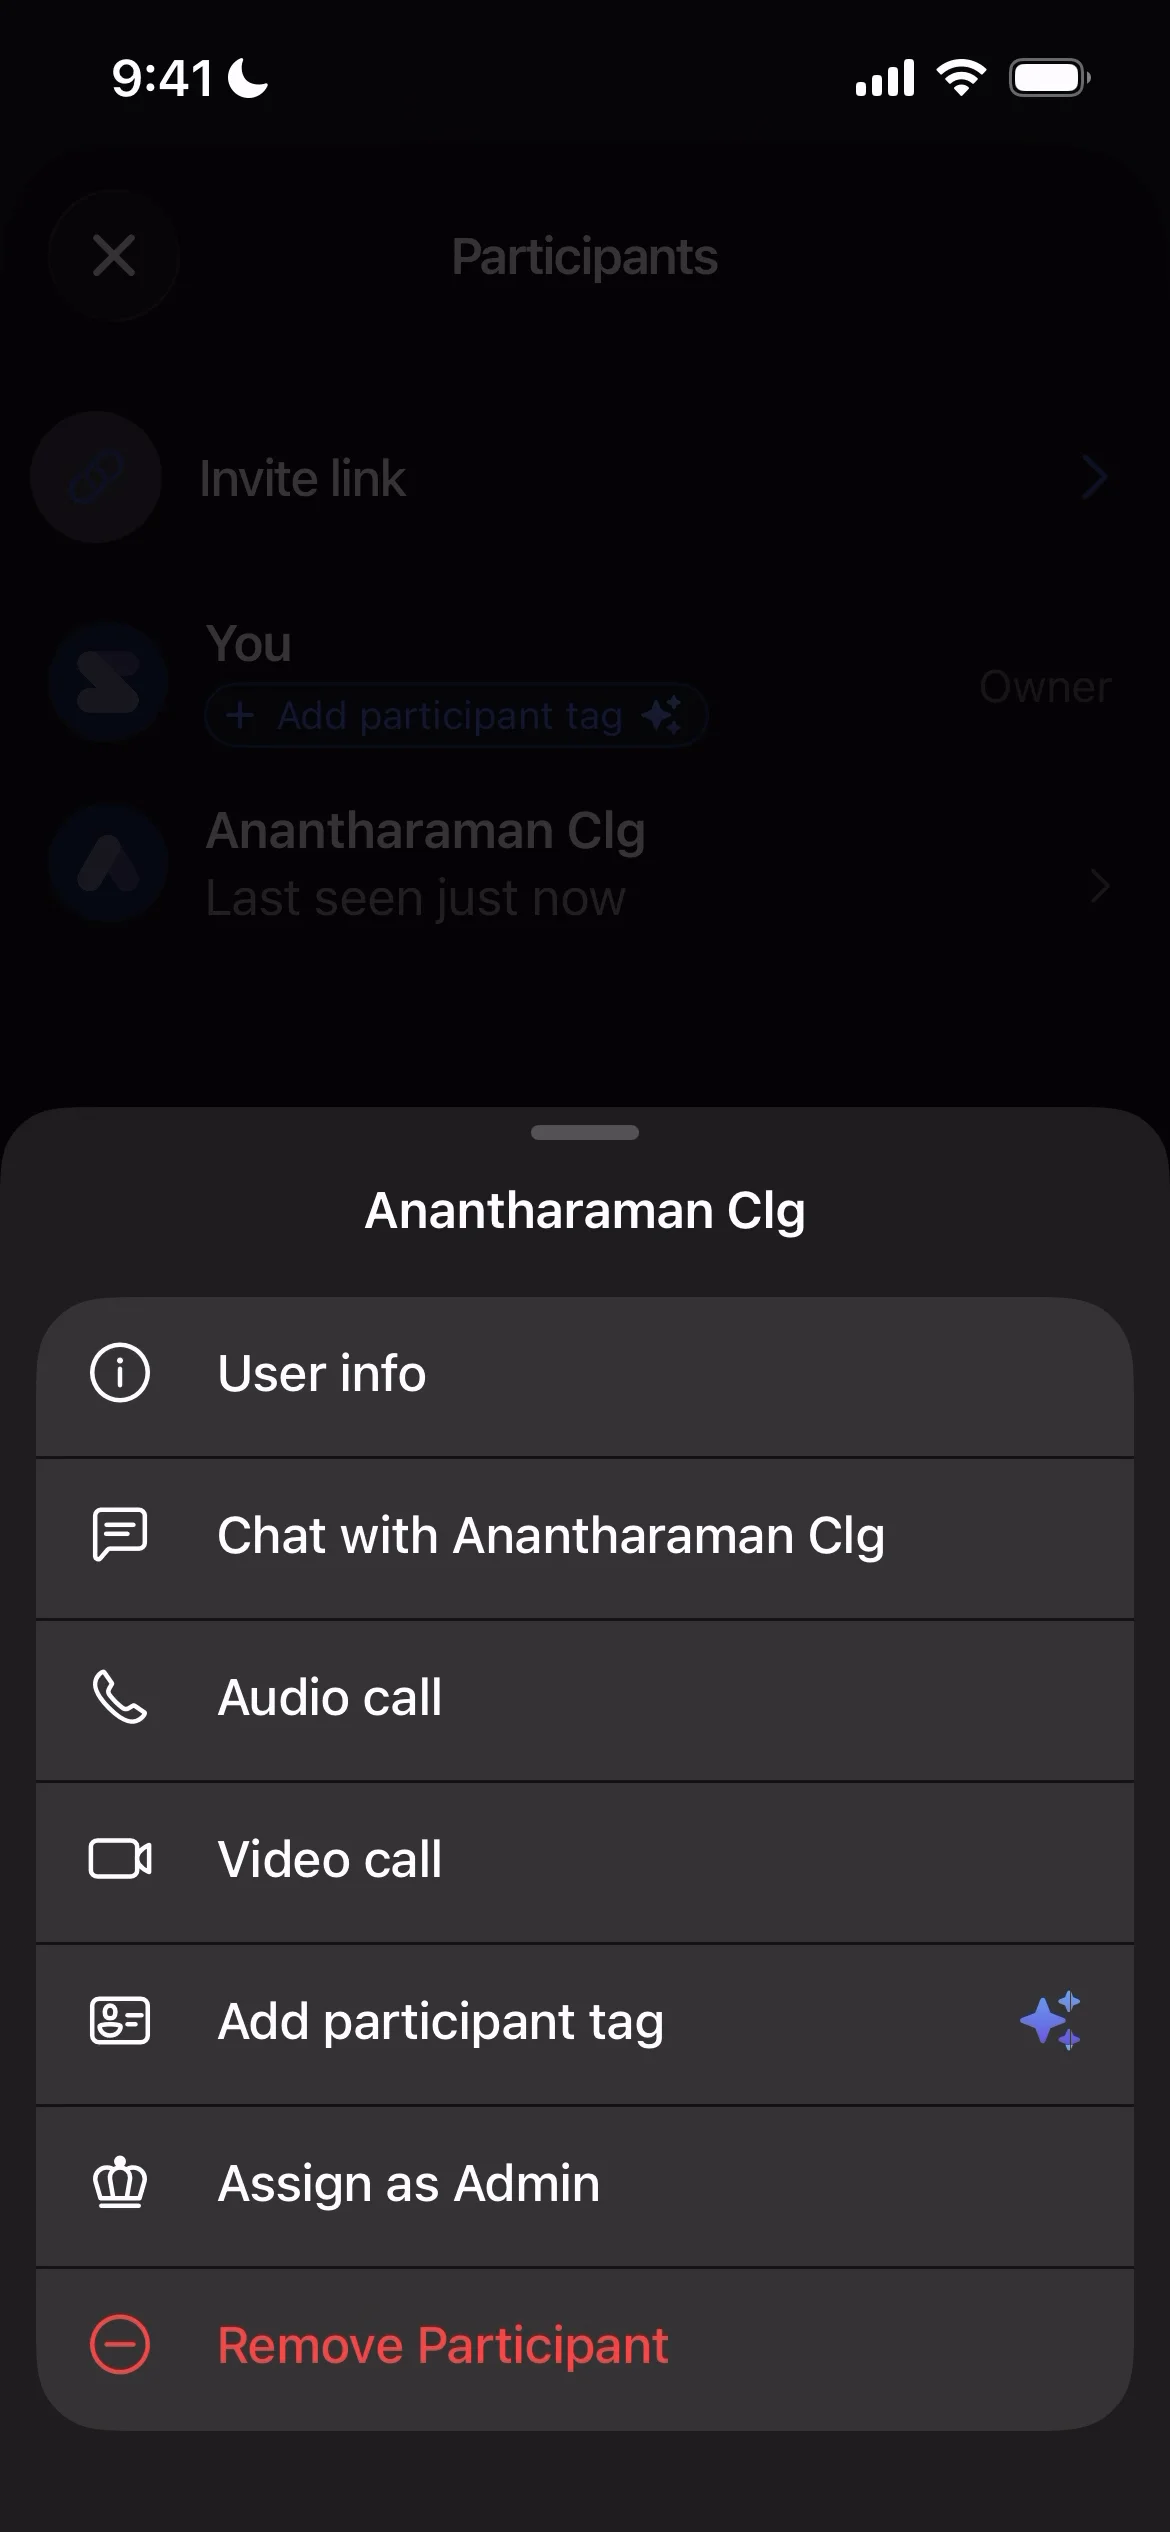 9:41
Participants
Invite link
You
+ Add participant tag
Owner
Anantharaman Clg
Last seen just now
Anantharaman Clg
User info
Chat with Anantharaman Clg
Audio call
Video call
Add participant tag
Assign as Admin
Remove Participant